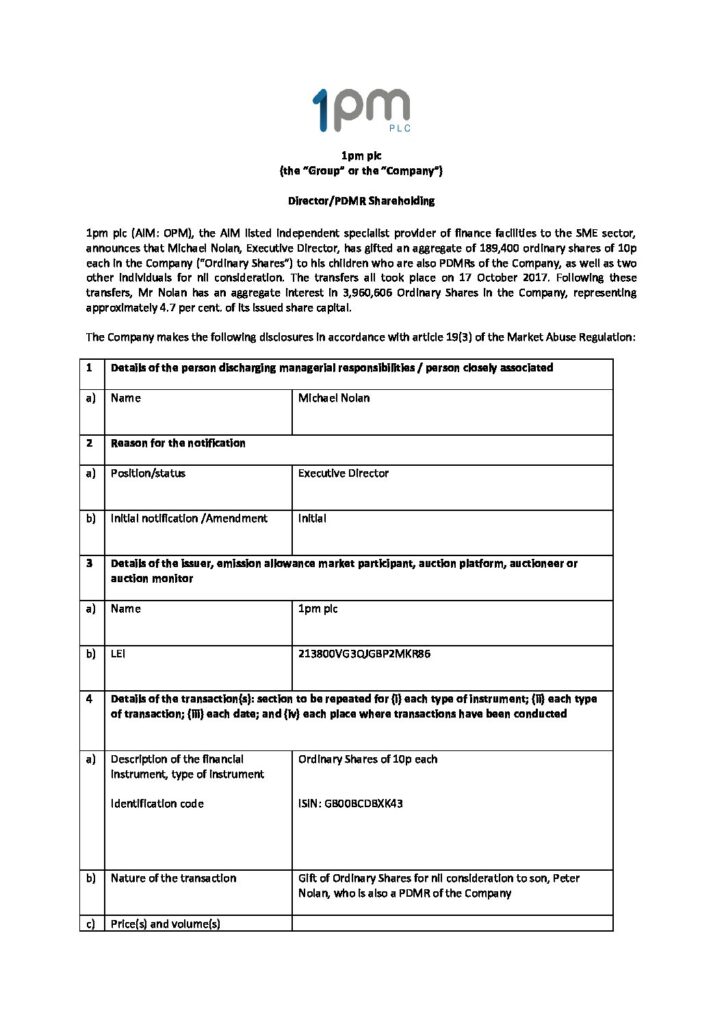 1pm
PLC
1pm plc
(the “Group” or the “Company”)
Director/PDMR Shareholding
1pm plc (AIM: OPM), the AIM listed independent specialist provider of finance facilities to the SME sector,
announces that Michael Nolan, Executive Director, has gifted an aggregate of 189,400 ordinary shares of 10p
each in the Company (“Ordinary Shares”) to his children who are also PDMRs of the Company, as well as two
other individuals for nil consideration. The transfers all took place on 17 October 2017. Following these
transfers, Mr Nolan has an aggregate interest in 3,960,606 Ordinary Shares in the Company, representing
approximately 4.7 per cent. of its issued share capital.
The Company makes the following disclosures in accordance with article 19(3) of the Market Abuse Regulation:
1 Details of the person discharging managerial responsibilities / person closely associated
a) Name Michael Nolan
2 Reason for the notification
a) Position/status Executive Director
b) Initial notification /Amendment Initial
3 Details of the issuer, emission allowance market participant, auction platform, auctioneer or
auction monitor
a) Name 1pm plc
b) LEI 213800VG3QJGBP2MKR86
4 Details of the transaction(s): section to be repeated for (i) each type of instrument; (ii) each type
of transaction; (iii) each date; and (iv) each place where transactions have been conducted
a) Description of the financial Ordinary Shares of 10p each
instrument, type of instrument
Identification code ISIN: GB00BCDBXK43
b) Nature of the transaction Gift of Ordinary Shares for nil consideration to son, Peter
Nolan, who is also a PDMR of the Company
c) Price(s) and volume(s)